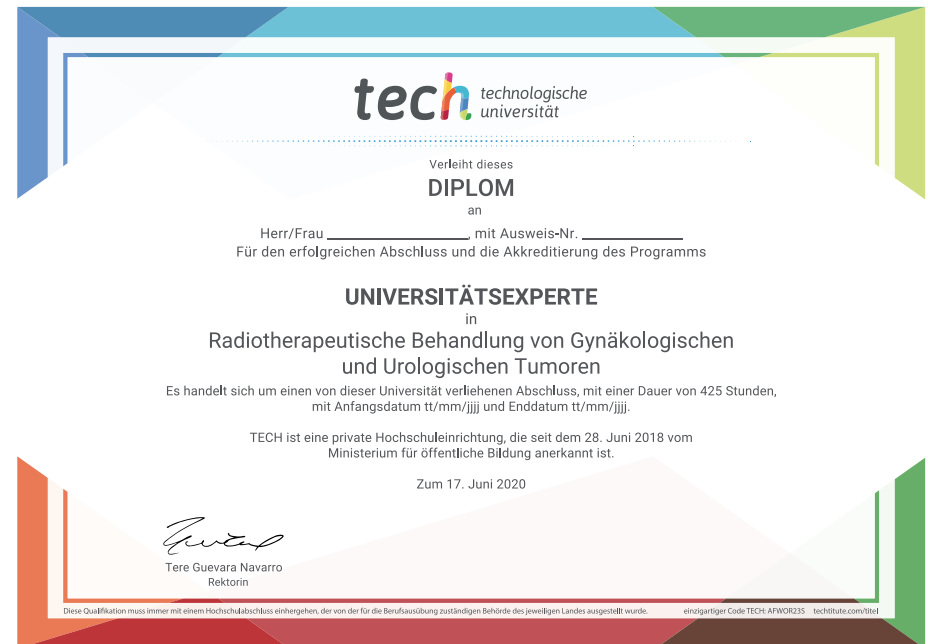 tech technologische
universität
Verleiht dieses
DIPLOM
an
Herr/Frau ____________________, mit Ausweis-Nr. ______________
Für den erfolgreichen Abschluss und die Akkreditierung des Programms
UNIVERSITÄTSEXPERTE
in
Radiotherapeutische Behandlung von Gynäkologischen
und Urologischen Tumoren
Es handelt sich um einen von dieser Universität verliehenen Abschluss, mit einer Dauer von 425 Stunden,
mit Anfangsdatum tt/mm/jjjj und Enddatum tt/mm/jjjj.
TECH ist eine private Hochschuleinrichtung, die seit dem 28. Juni 2018 vom
Ministerium für öffentliche Bildung anerkannt ist.
Zum 17. Juni 2020
Tere Guevara Navarro
Rektorin
Diese Qualifikation muss immer mit einem Hochschulabschluss einhergehen, der von der für die Berufsausübung zuständigen Behörde des jeweiligen Landes ausgestellt wurde. einzigartiger Code TECH: AFWOR23S techtitute.com/titel